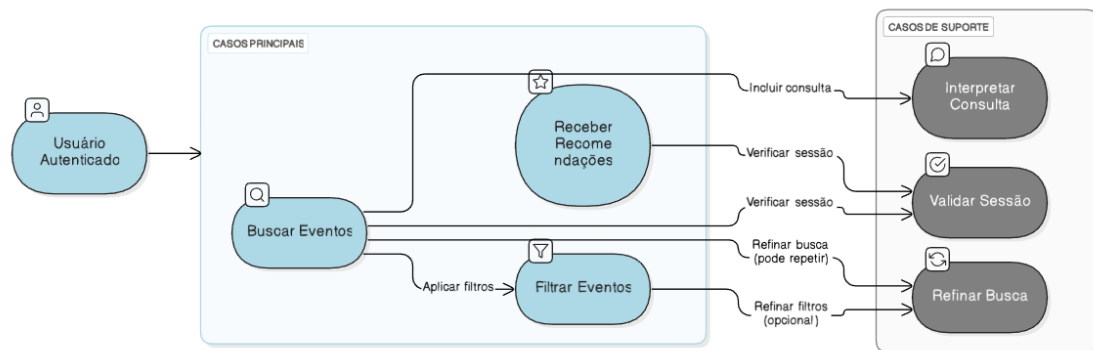 CASOS PRINCIPAIS
CASOS DE SUPORTE
Usuário
Autenticado
Receber
Recome
ndações
Buscar Eventos
Aplicar filtros
Filtrar Eventos
Incluir consulta
Verificar sessão
Verificar sessão
Refinar busca
(pode repetir)
Refinar filtros
(opcional)
Interpretar
Consulta
Validar Sessão
Refinar Busca